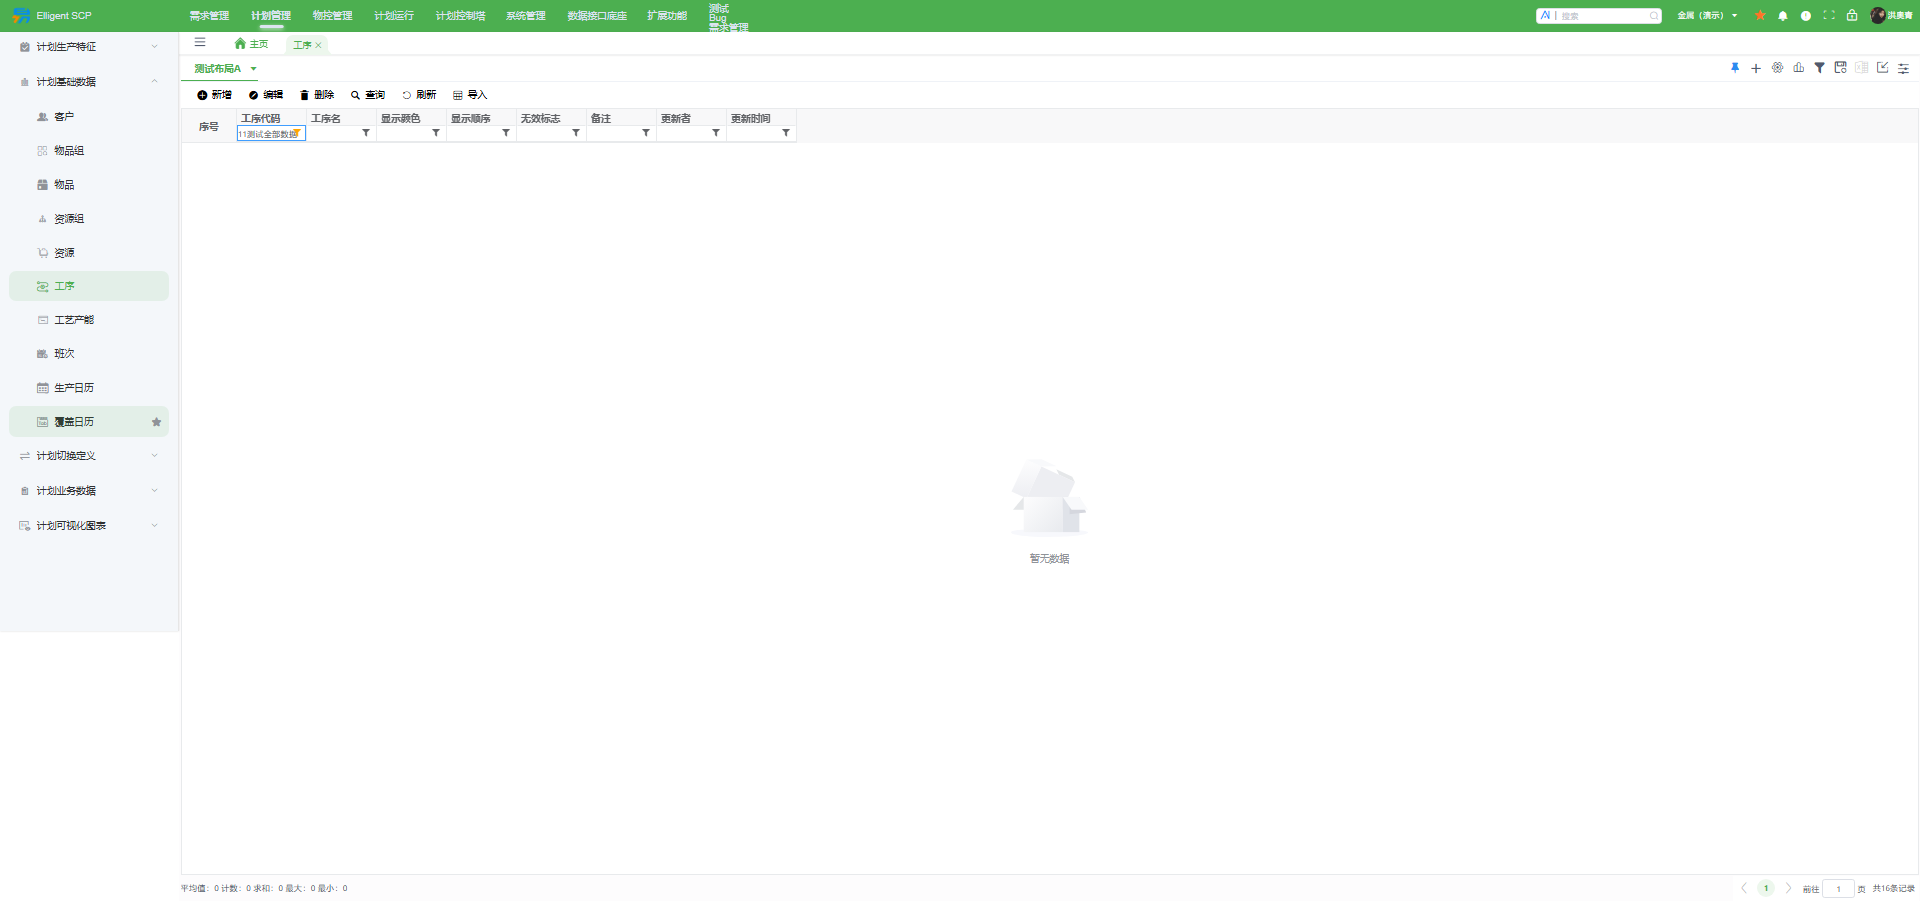 Elligent SCP
需求管理
计划管理
物控管理
计划运行
计划控制塔
系统管理
数据接口底座
扩展功能
测试
Bug
需求管理
AI | 搜索
金属（演示）
洪奥青
计划生产特征
计划基础数据
客户
物品组
物品
资源组
资源
工序
工艺产能
班次
生产日历
覆盖日历
计划切换定义
计划业务数据
计划可视化图表
主页
工序
测试布局A
新增
编辑
删除
查询
刷新
导入
序号
工序代码
工序名
显示颜色
显示顺序
无效标志
备注
更新者
更新时间
11测试全部数据
暂无数据
平均值：0 计数：0 求和：0 最大：0 最小：0
1
前往 1 页 共16条记录